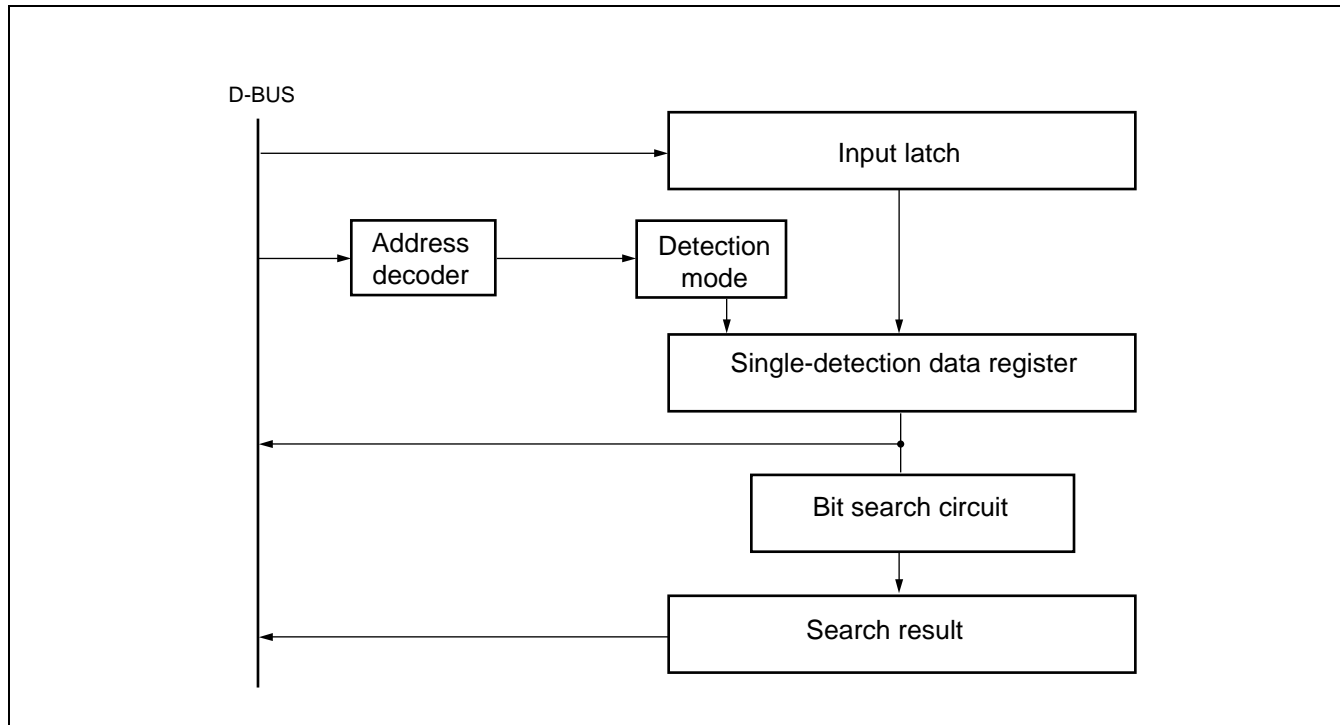 D-BUS
Input latch
Address
decoder
Detection
mode
Single-detection data register
Bit search circuit
Search result